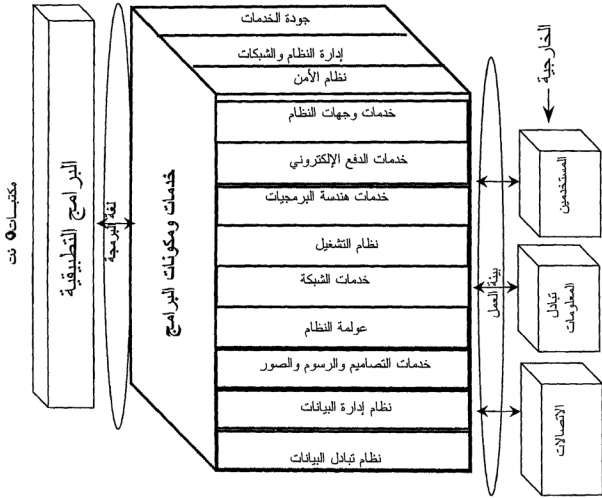 جودة الخدمات
إدارة النظام والشبكات
نظام الأمن
خدمات وجهات النظام
خدمات الدفع الإلكتروني
خدمات هندسة البرمجيات
نظام التشغيل
خدمات الشبكة
عولمة النظام
خدمات التصاميم والرسوم والصور
نظام إدارة البيانات
نظام تبادل البيانات
خدمات ومكونات البرامج
لغة البرمجة
البرامج التطبيقية
مكتبات نت
بيئة العمل
الخارجية
المستخدمين
تبادل
المعلومات
الاتصالات